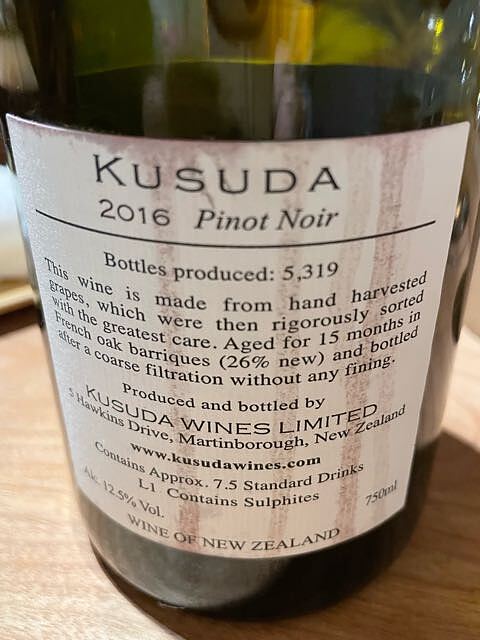 KUSUDA
2016 Pinot Noir
Bottles produced: 5,319
This wine is made from hand harvested
grapes, which were then rigorously sorted
with the greatest care. Aged for 15 months in
French oak barriques (26% new) and bottled
after a coarse filtration without any fining.
Produced and bottled by
KUSUDA WINES LIMITED
5 Hawkins Drive, Martinborough, New Zealand
www.kusudawines.com
Contains Approx. 7.5 Standard Drinks
L1 Contains Sulphites
Alc. 12.5% Vol. 750ml
WINE OF NEW ZEALAND